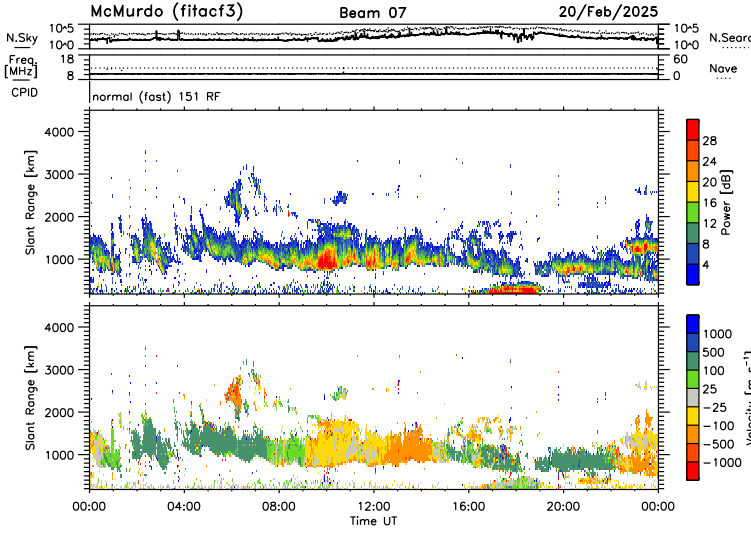 McMurdo (fitacf3) Beam 07 20/Feb/2025
N.Sky 10^5 10^0 10^5 10^0 N.Sear
Freq. [MHz] 18 8 60 0 Nave
CPID normal (fast) 151 RF
Slant Range [km] 4000 3000 2000 1000
28 24 20 16 12 8 4 Power [dB]
Slant Range [km] 4000 3000 2000 1000
1000 500 100 25 -25 -100 -500 -1000 Velocity [m s^-1]
00:00 04:00 08:00 12:00 16:00 20:00 00:00
Time UT